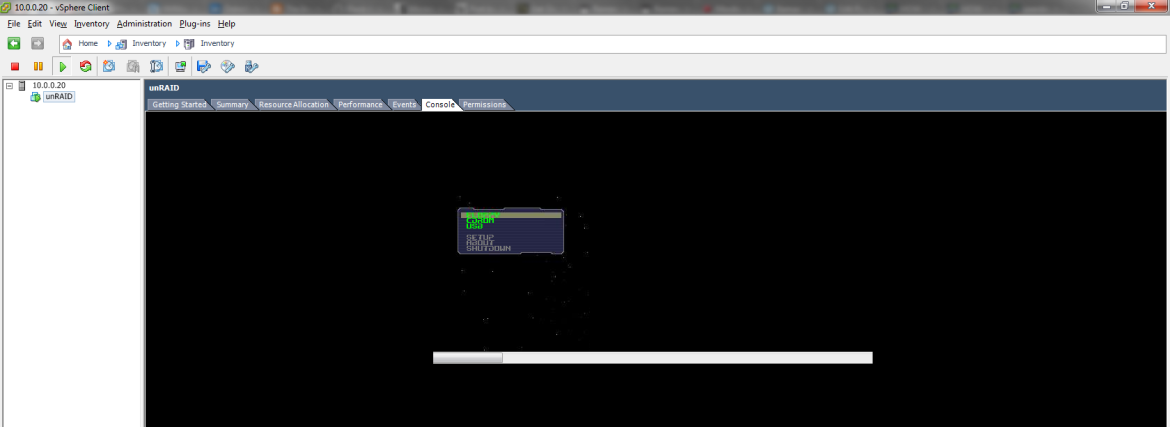 10.0.0.20 - vSphere Client
File Edit View Inventory Administration Plug-ins Help
Home Inventory Inventory
10.0.0.20
unRAID
unRAID
Getting Started Summary Resource Allocation Performance Events Console Permissions
FLOPPY
CDROM
USB
SETUP
ABOUT
SHUTDOWN